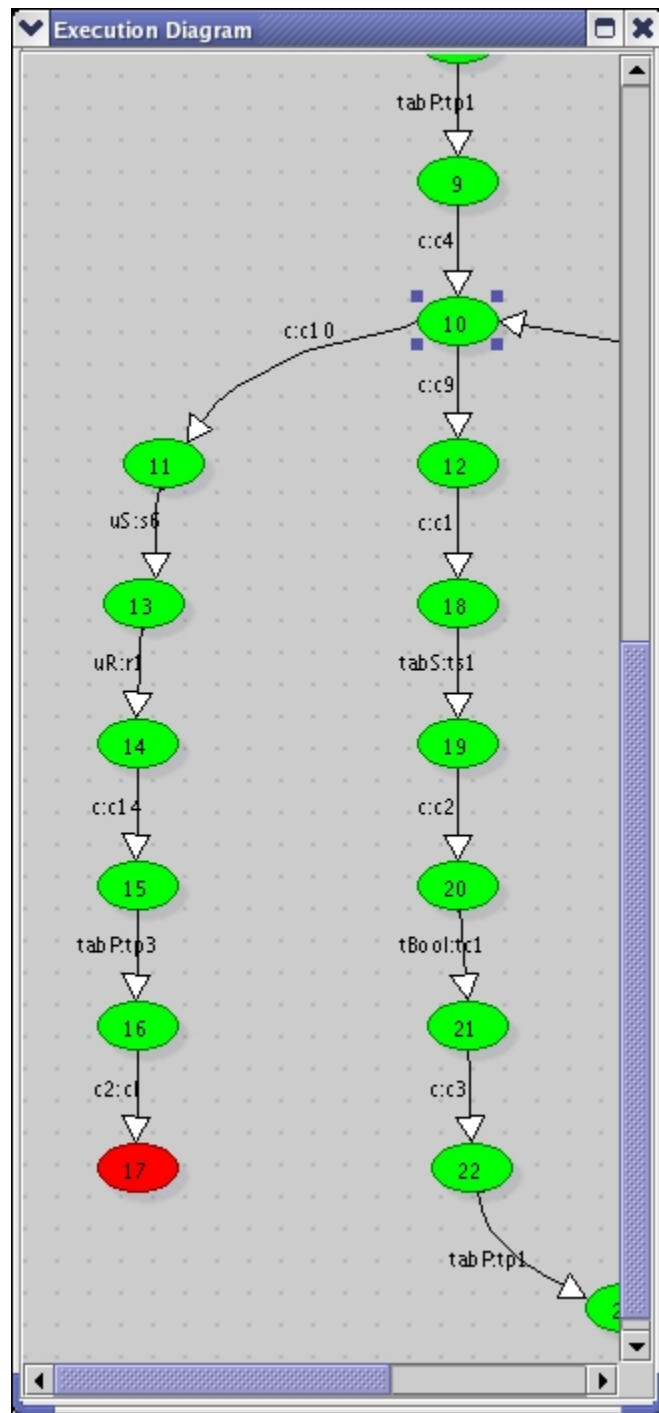 Execution Diagram
tabP:tp1
9
c:c4
10
c:c10
c:c9
11
12
uS:s6
c:c1
13
18
uR:r1
tabS:ts1
14
19
c:c14
c:c2
15
20
tabP:tp3
tBool:tc1
16
21
c2:cl
c:c3
17
22
tabP:tp1